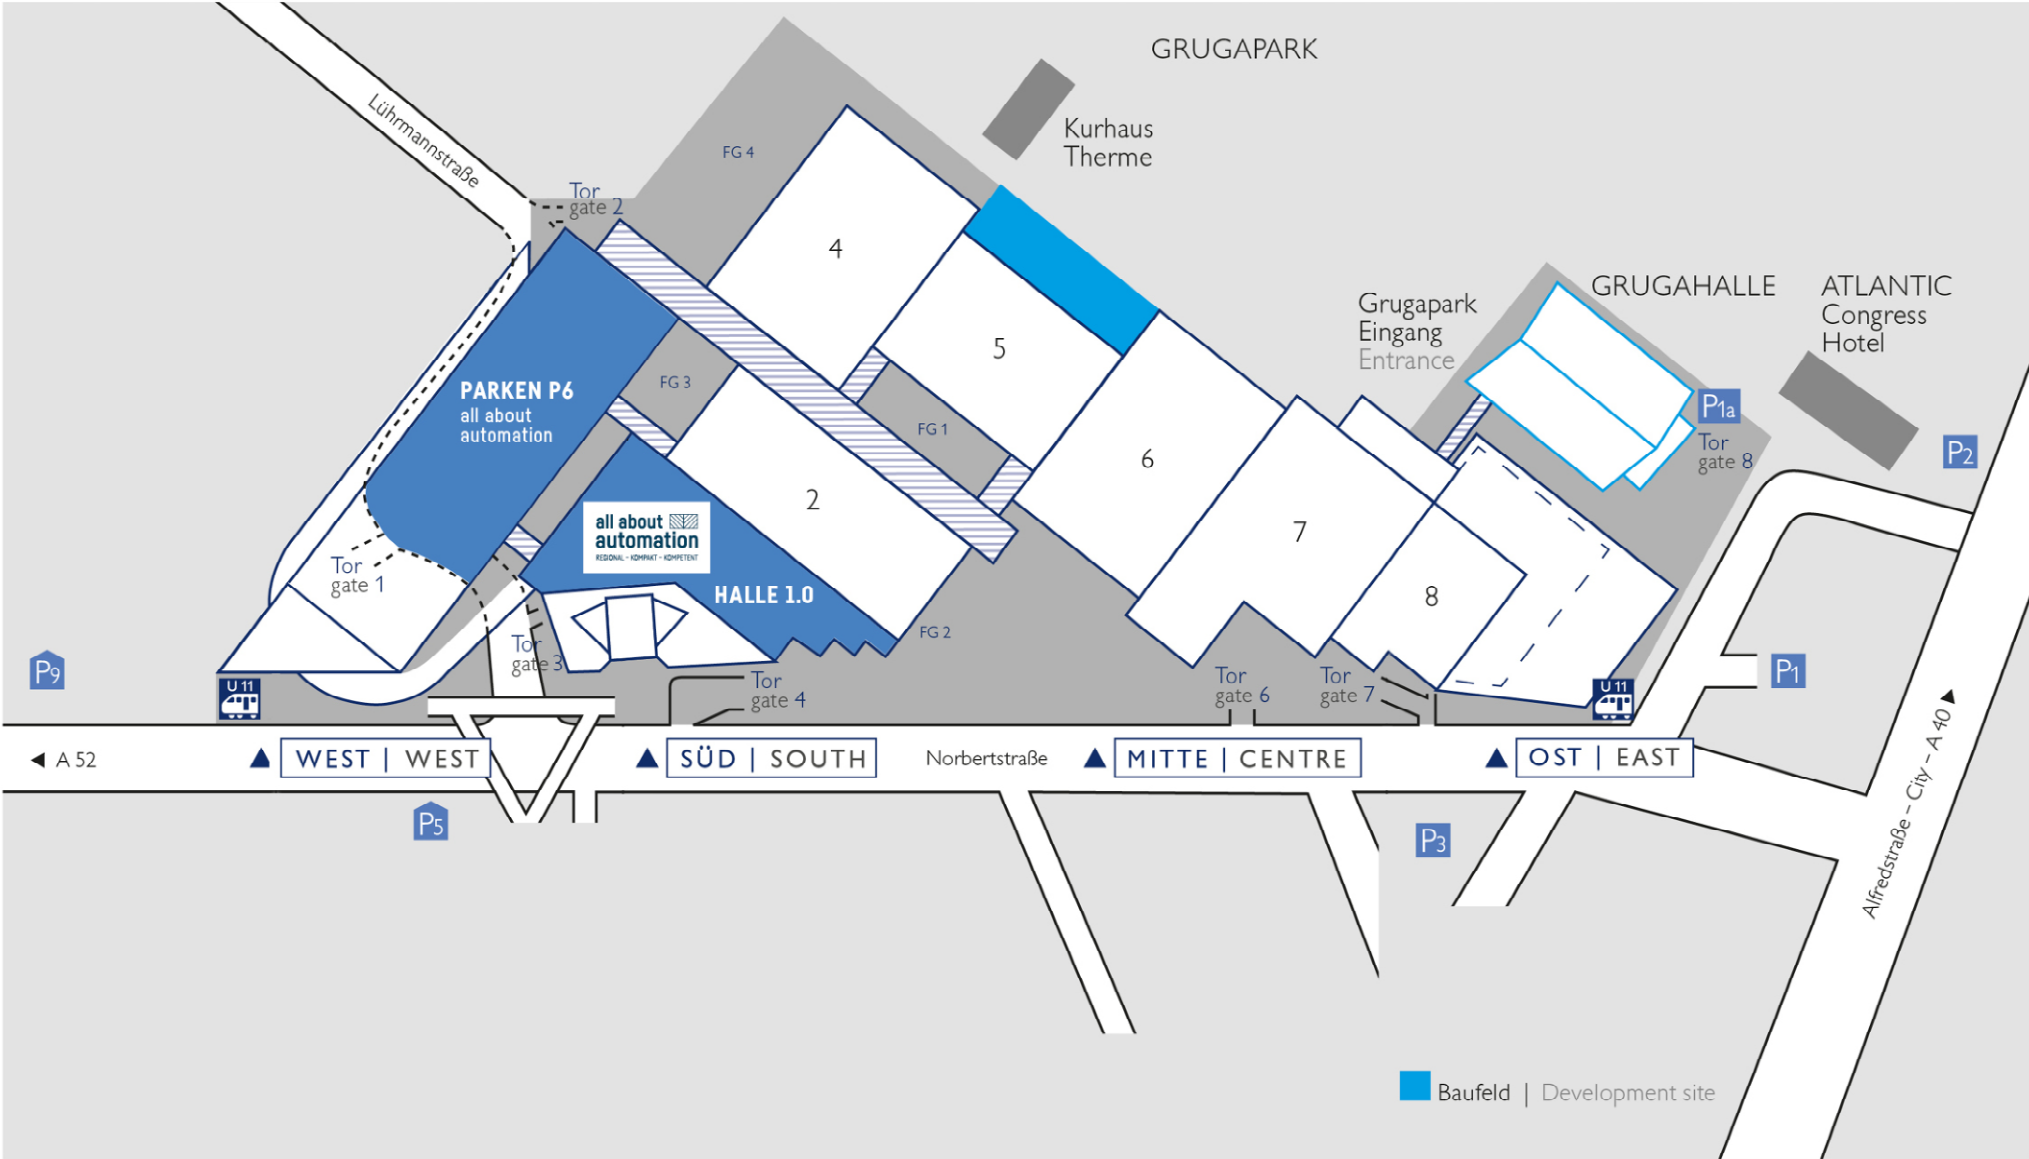 GRUGAPARK
Kurhaus
Therme
Lührmannstraße
FG 4
Tor
gate 2
4
5
GRUGAHALLE
ATLANTIC
Congress
Hotel
Grugapark
Eingang
Entrance
PARKEN P6
all about
automation
FG 3
FG 1
6
P1a
Tor
gate 8
P2
2
7
all about
automation
REGIONAL - KOMPAKT - KOMPETENT
HALLE 1.0
8
Tor
gate 1
FG 2
Tor
gate 3
P9
U 11
Tor
gate 4
Tor
gate 6
Tor
gate 7
U 11
P1
A 52
WEST | WEST
SÜD | SOUTH
Norbertstraße
MITTE | CENTRE
OST | EAST
Alfredstraße – City – A 40
P5
P3
Baufeld | Development site